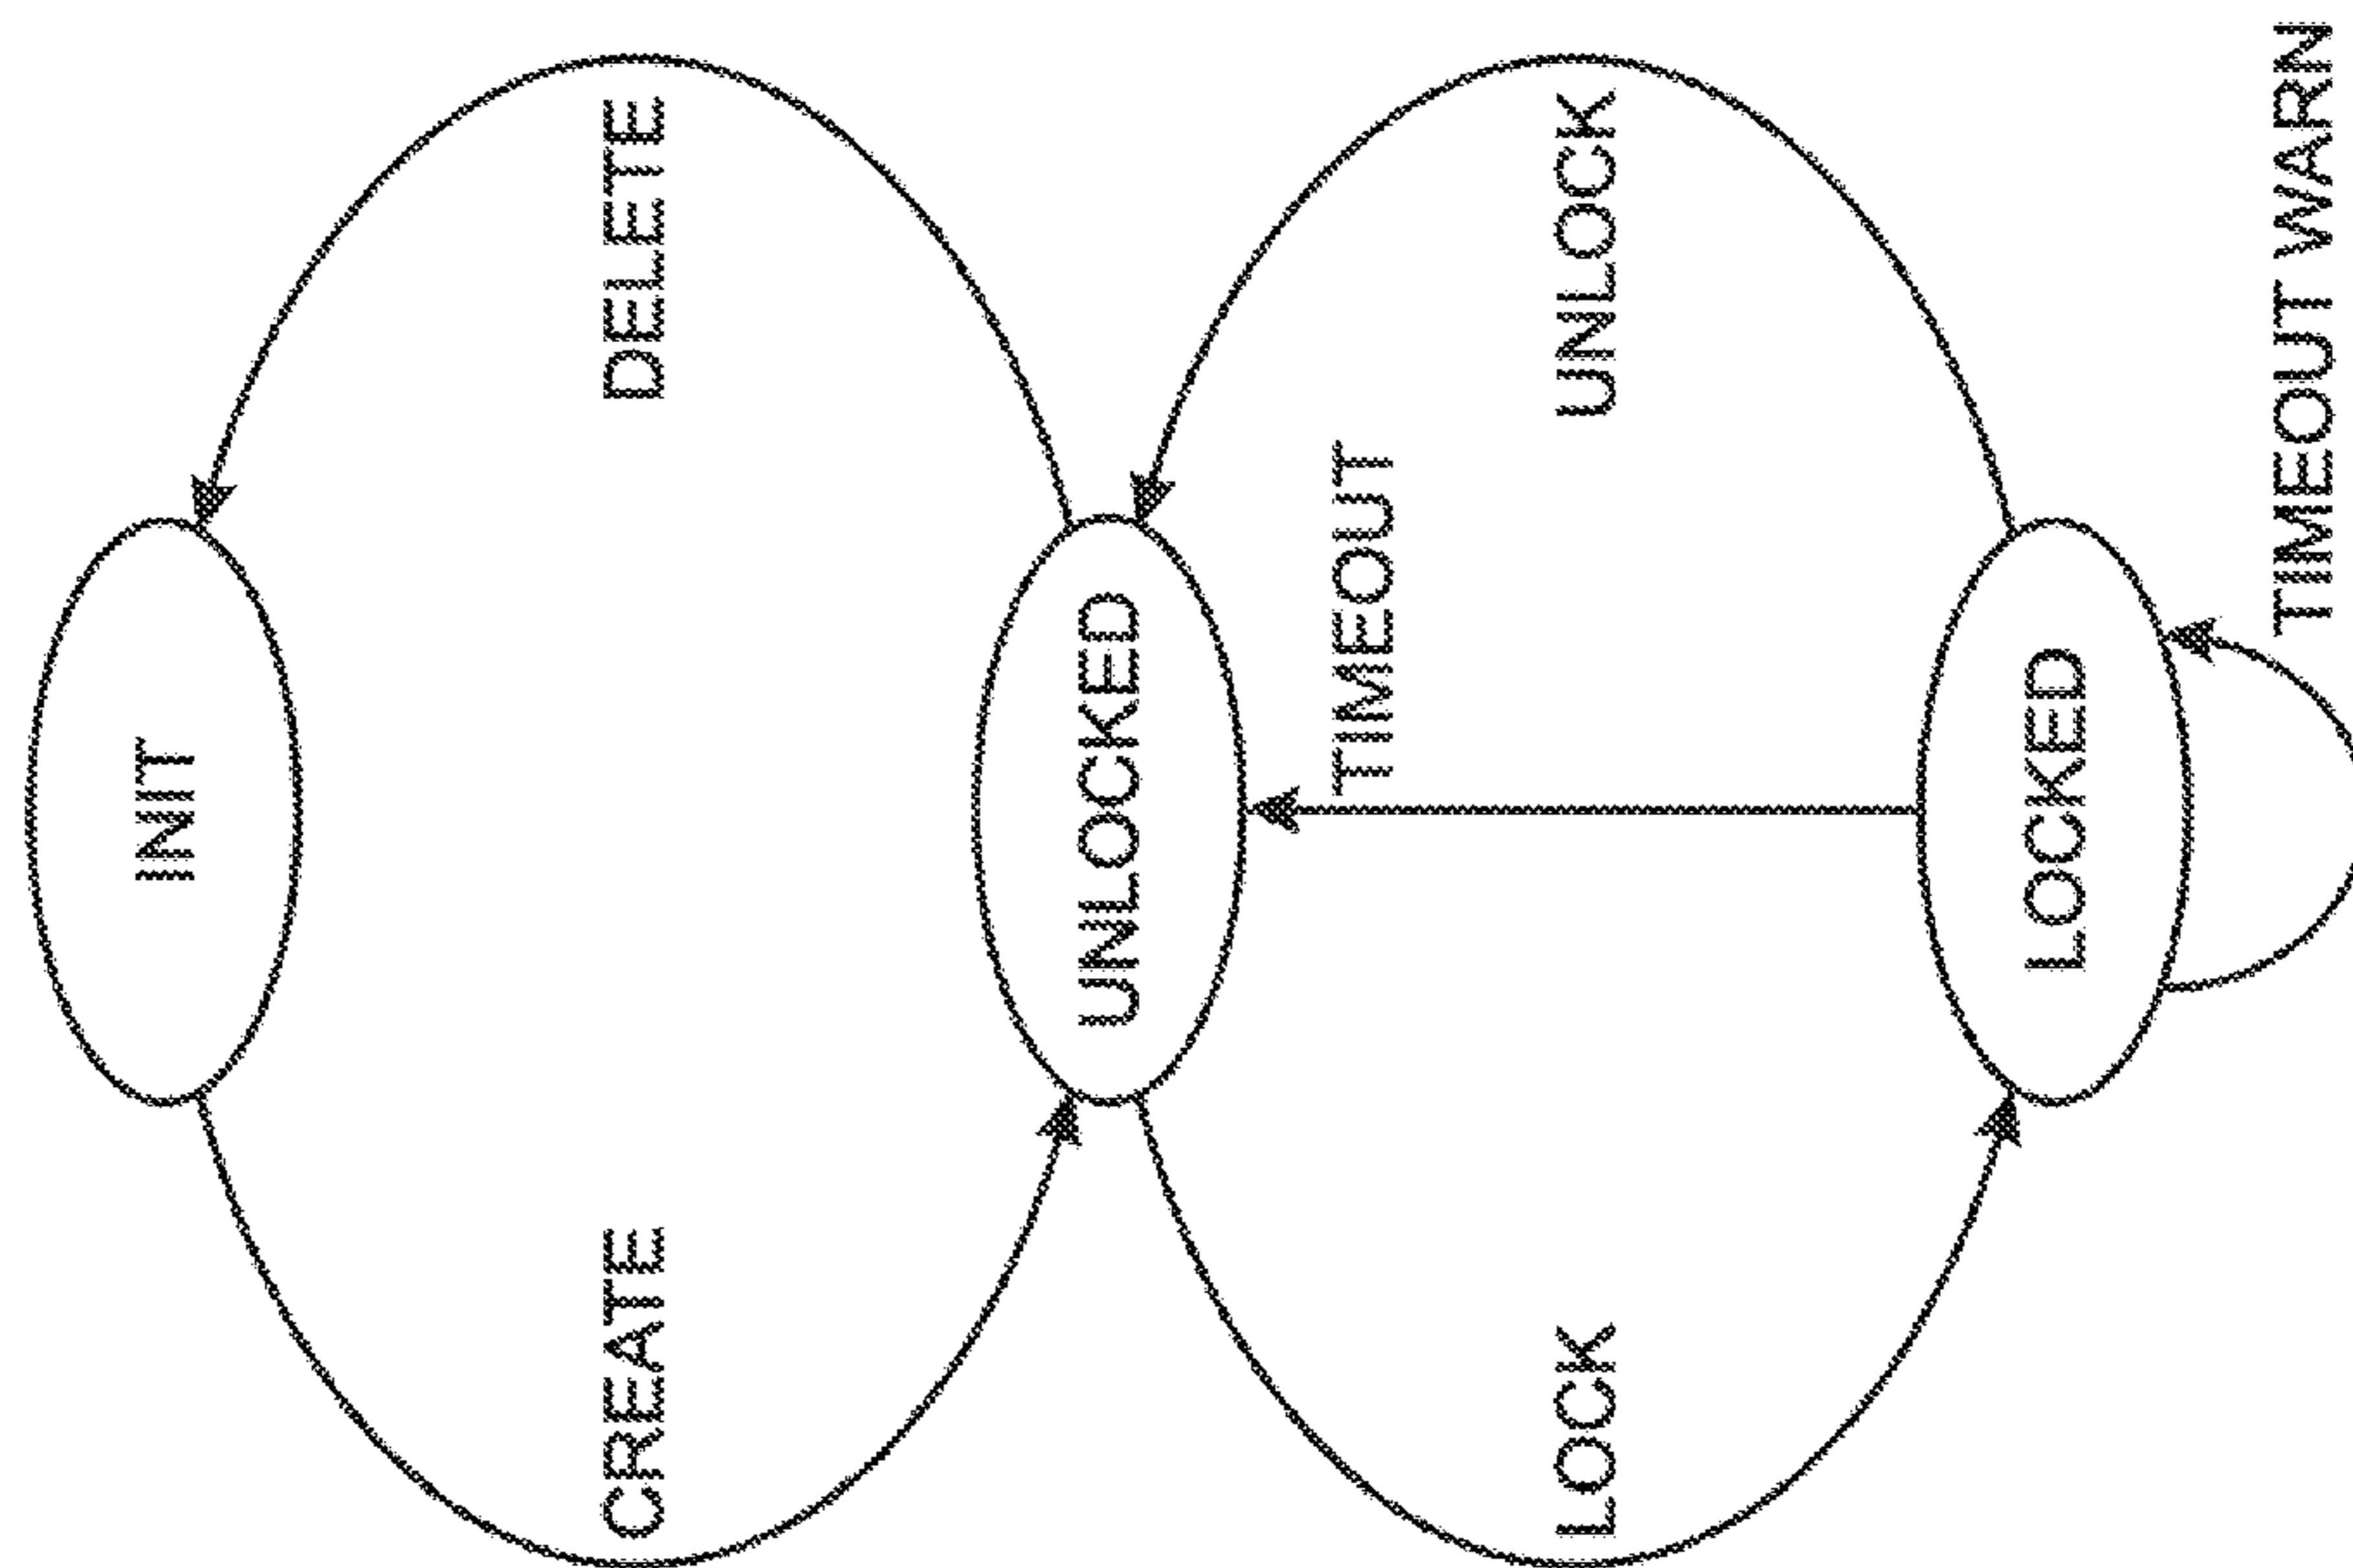 INIT
CREATE
DELETE
UNLOCKED
TIMEOUT
LOCK
UNLOCK
LOCKED
TIMEOUT WARN